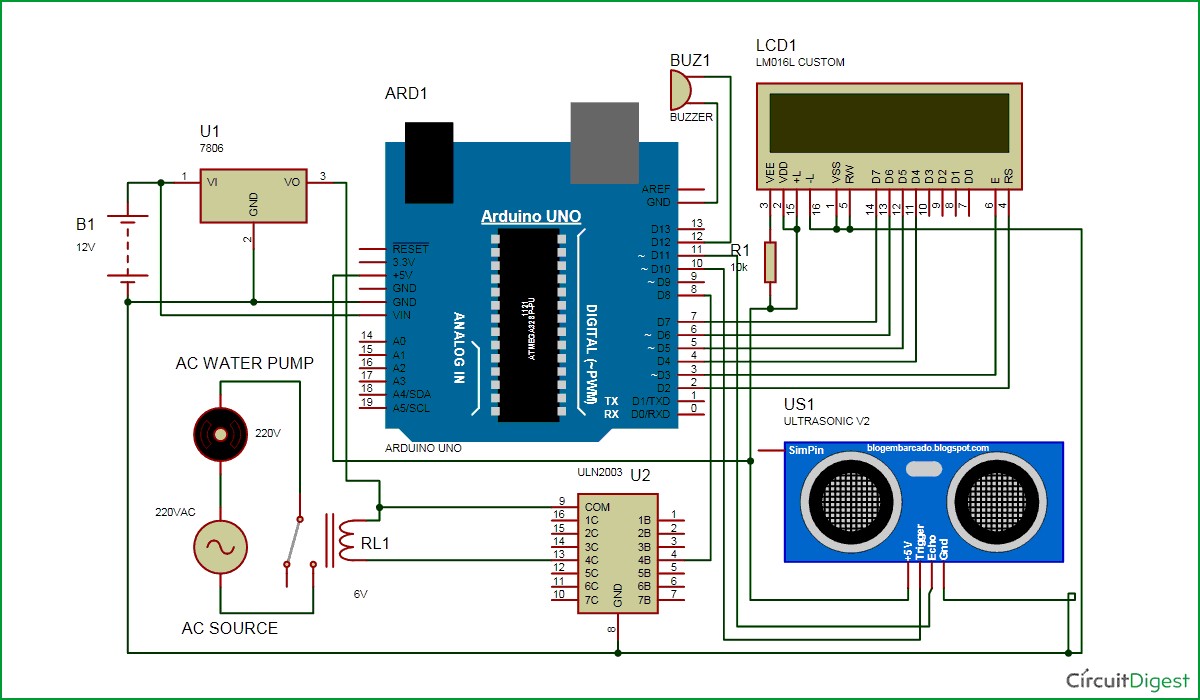 LCD1
LM016L CUSTOM
BUZ1
BUZZER
ARD1
U1
7806
1
VI
VO
3
GND
2
B1
12V
VEE
VDD
+L
-L
VSS
RW
D7
D6
D5
D4
D3
D2
D1
D0
E
RS
3
2
15
16
1
5
14
13
12
11
10
9
8
7
6
4
R1
10k
Arduino UNO
1121
ATMEGA328P-PU
ANALOG IN
DIGITAL (~PWM)
TX
RX
RESET
3.3V
+5V
GND
GND
VIN
14 A0
15 A1
16 A2
17 A3
18 A4/SDA
19 A5/SCL
AREF
GND
D13 13
D12 12
~ D11 11
~ D10 10
~ D9 9
D8 8
D7 7
~ D6 6
~ D5 5
D4 4
~D3 3
D2 2
D1/TXD 1
D0/RXD 0
ARDUINO UNO
AC WATER PUMP
220V
220VAC
AC SOURCE
RL1
6V
ULN2003
U2
9 COM
16 1C 1B 1
15 2C 2B 2
14 3C 3B 3
13 4C 4B 4
12 5C 5B 5
11 6C 6B 6
10 7C 7B 7
GND
8
US1
ULTRASONIC V2
SimPin
blogembarcado.blogspot.com
+5V
Trigger
Echo
Gnd
CircuitDigest